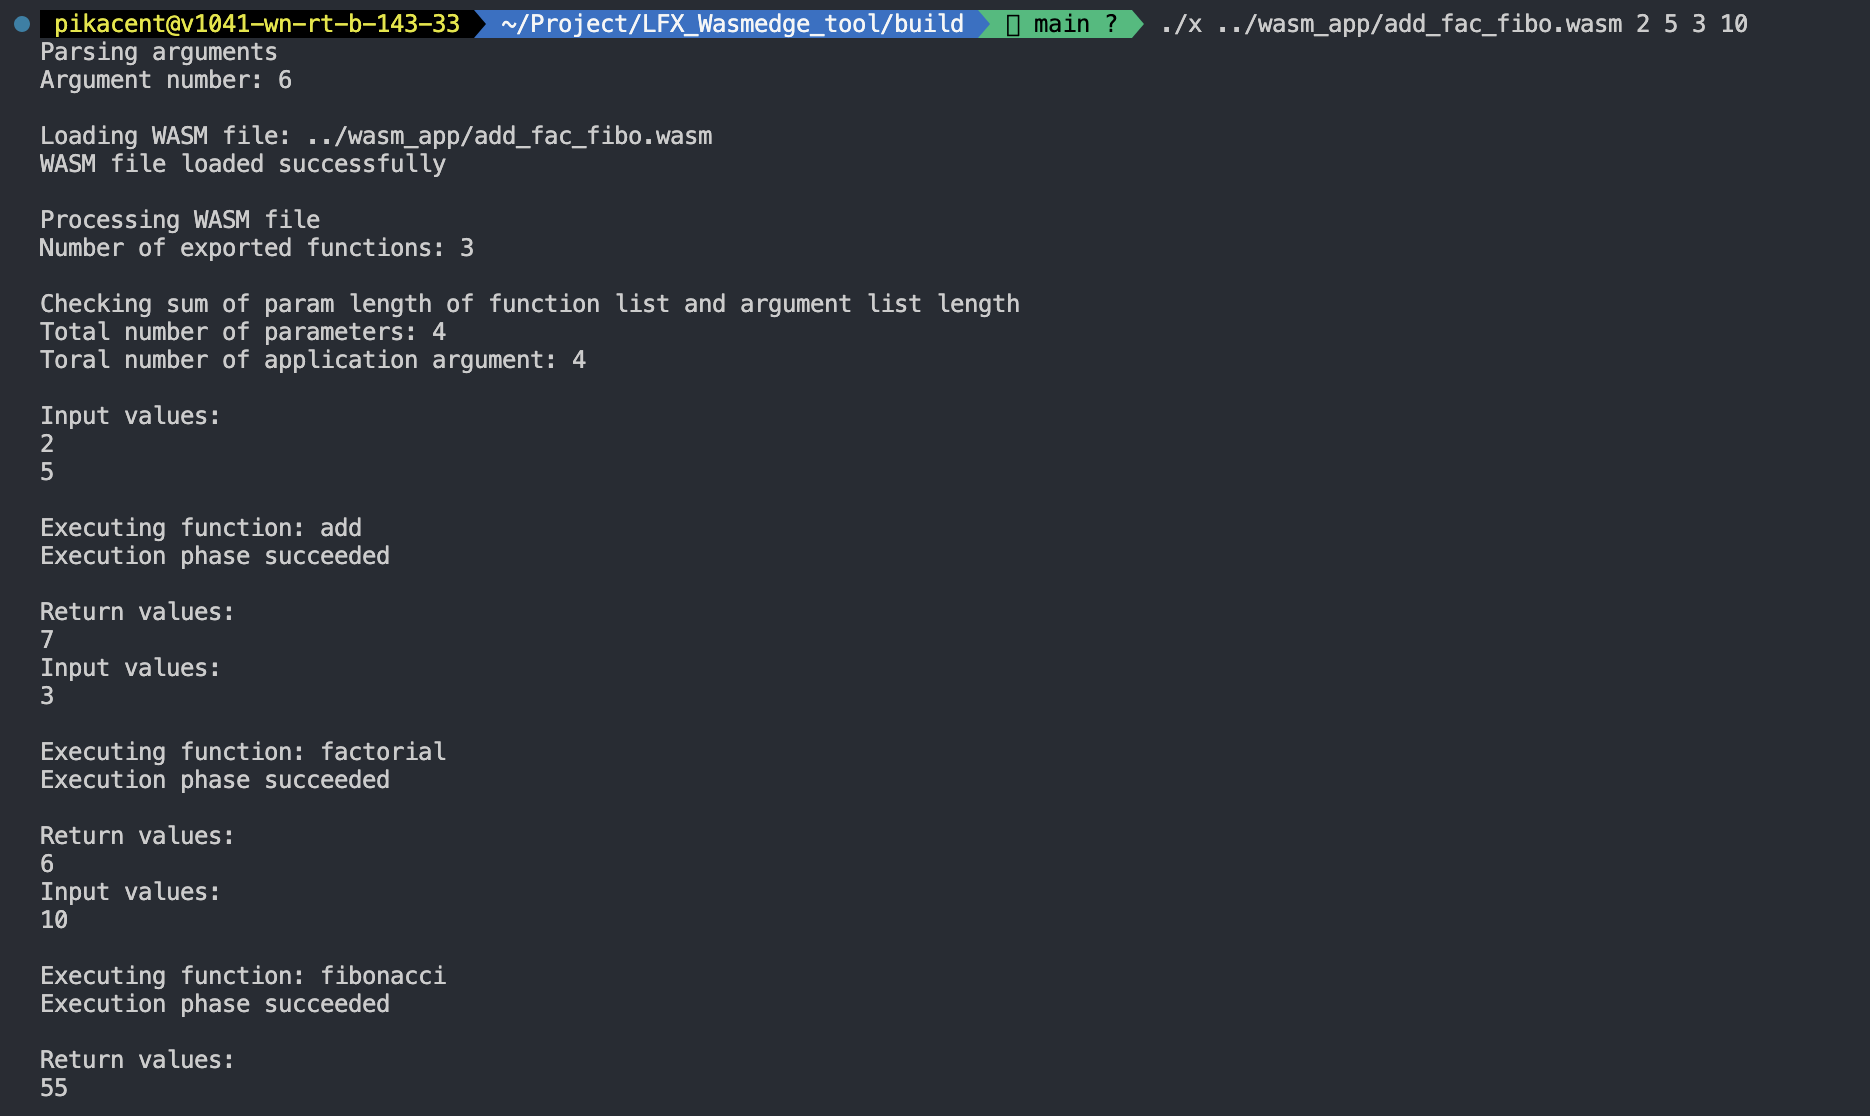 pikacent@v1041-wn-rt-b-143-33 ~/Project/LFX_Wasmedge_tool/build main ? ./x ../wasm_app/add_fac_fibo.wasm 2 5 3 10
Parsing arguments
Argument number: 6
Loading WASM file: ../wasm_app/add_fac_fibo.wasm
WASM file loaded successfully
Processing WASM file
Number of exported functions: 3
Checking sum of param length of function list and argument list length
Total number of parameters: 4
Toral number of application argument: 4
Input values:
2
5
Executing function: add
Execution phase succeeded
Return values:
7
Input values:
3
Executing function: factorial
Execution phase succeeded
Return values:
6
Input values:
10
Executing function: fibonacci
Execution phase succeeded
Return values:
55